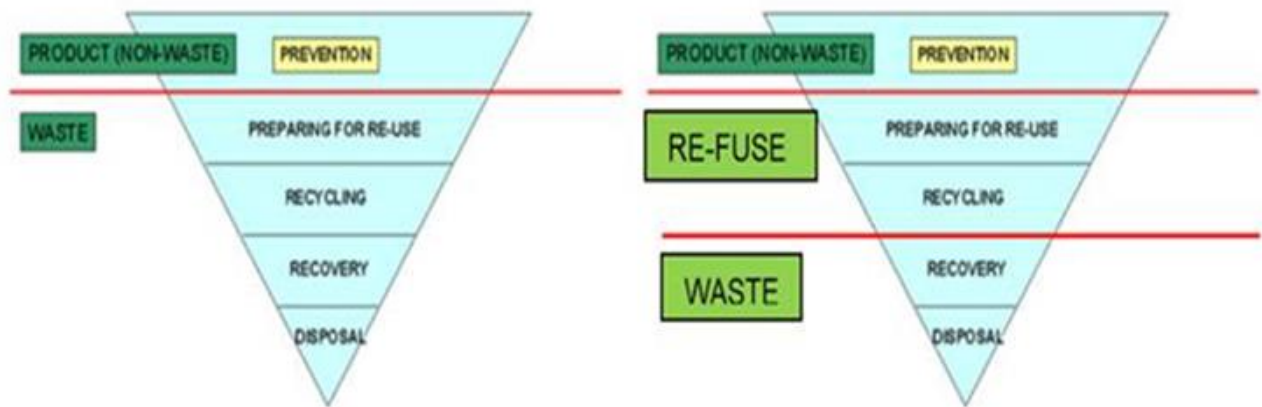 PRODUCT (NON-WASTE)
PREVENTION
WASTE
PREPARING FOR RE-USE
RECYCLING
RECOVERY
DISPOSAL
PRODUCT (NON-WASTE)
PREVENTION
RE-FUSE
PREPARING FOR RE-USE
RECYCLING
WASTE
RECOVERY
DISPOSAL